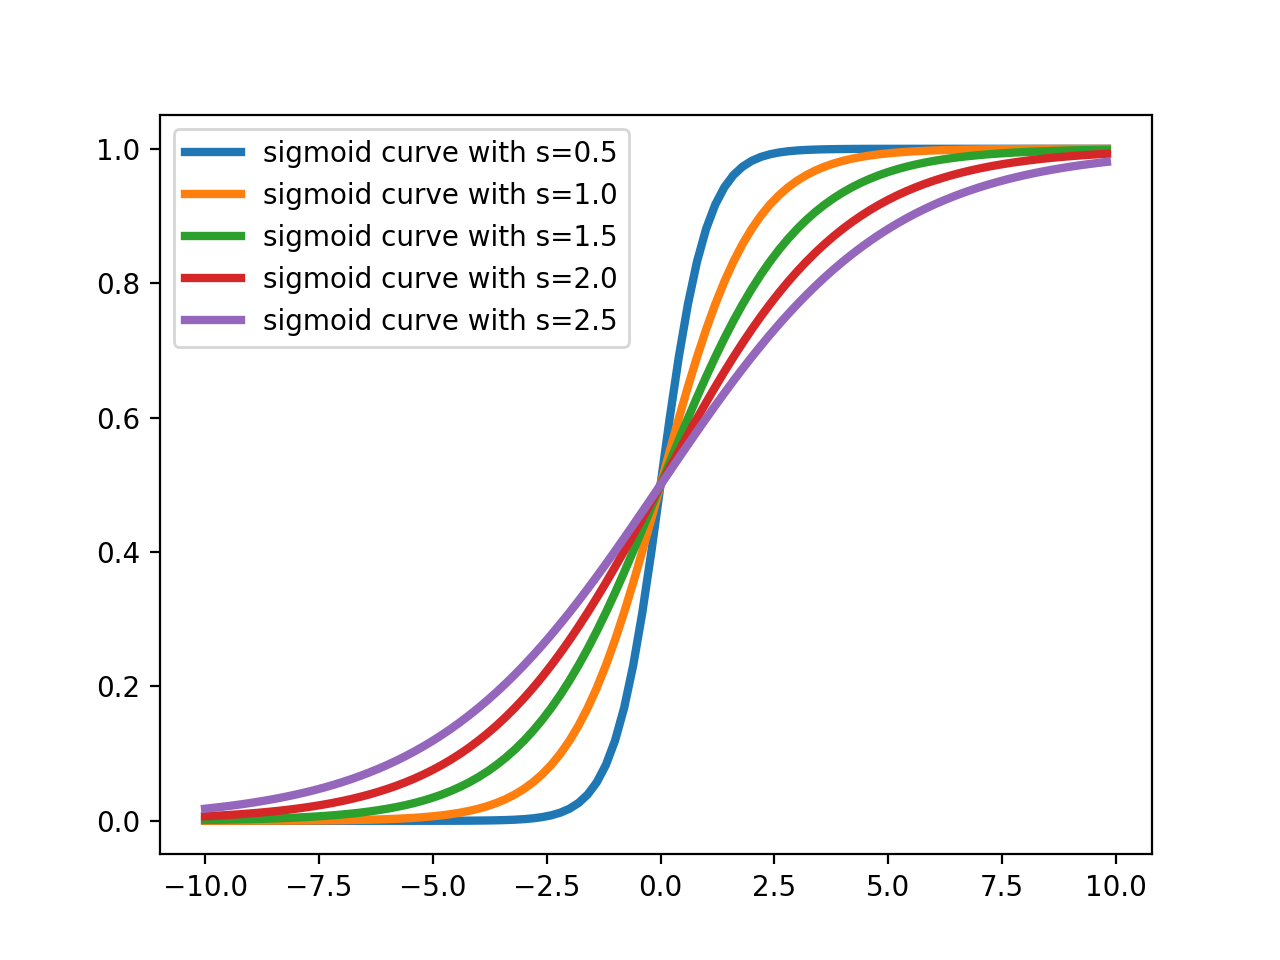 sigmoid curve with s=0.5
sigmoid curve with s=1.0
sigmoid curve with s=1.5
sigmoid curve with s=2.0
sigmoid curve with s=2.5
1.0
0.8
0.6
0.4
0.2
0.0
−10.0 −7.5 −5.0 −2.5 0.0 2.5 5.0 7.5 10.0